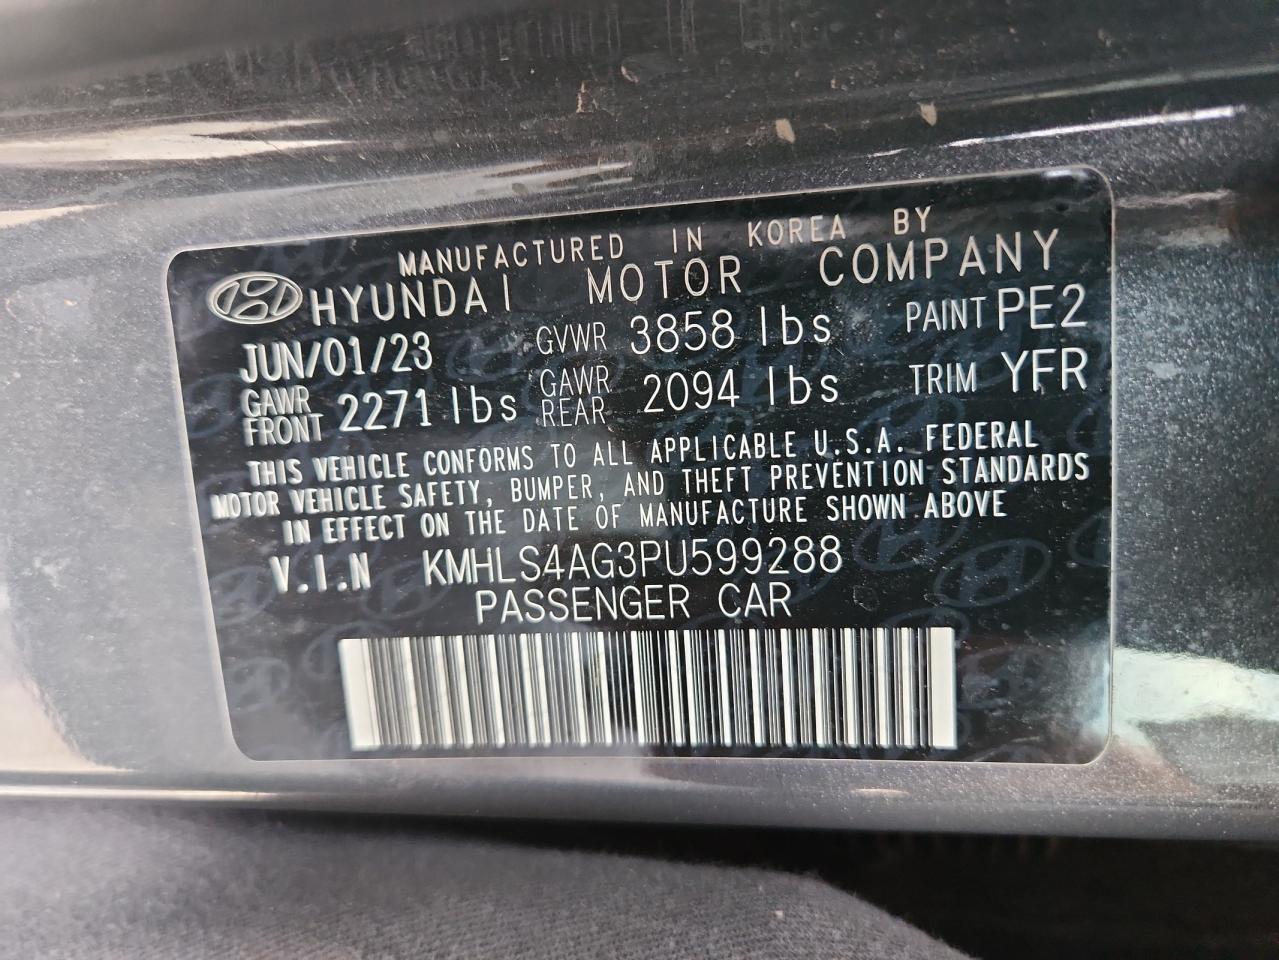 MANUFACTURED IN KOREA BY
HYUNDAI MOTOR COMPANY
JUN/01/23 GVWR 3858 lbs PAINT PE2
GAWR FRONT 2271 lbs GAWR REAR 2094 lbs TRIM YFR
THIS VEHICLE CONFORMS TO ALL APPLICABLE U.S.A. FEDERAL
MOTOR VEHICLE SAFETY, BUMPER, AND THEFT PREVENTION STANDARDS
IN EFFECT ON THE DATE OF MANUFACTURE SHOWN ABOVE
V.I.N KMHLS4AG3PU599288
PASSENGER CAR